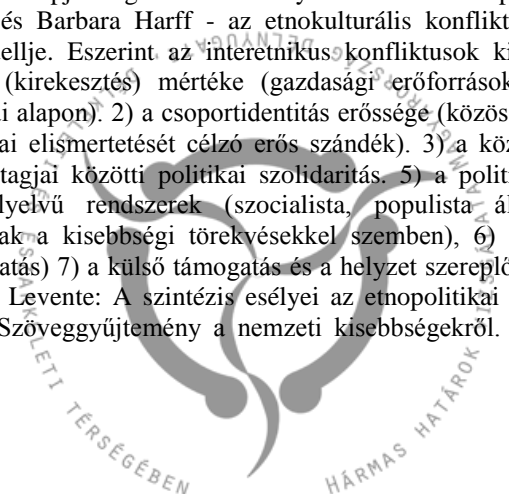 és Barbara Harff - az etnokulturális konflikt
ellje. Eszerint az interetnikus konfliktusok ki
(kirekesztés) mértéke (gazdasági erőforrások
ai alapon). 2) a csoportidentitás erőssége (közös
kai elismertetését célzó erős szándék). 3) a köz
tagjai közötti politikai szolidaritás. 5) a polit
lyelvű rendszerek (szocialista, populista ál
ak a kisebbségi törekvésekkel szemben), 6)
atás) 7) a külső támogatás és a helyzet szereplő
Levente: A szintézis esélyei az etnopolitikai
Szöveggyűjtemény a nemzeti kisebbségekről.
TÉRSÉGÉBEN
HÁRMAS HATÁROK